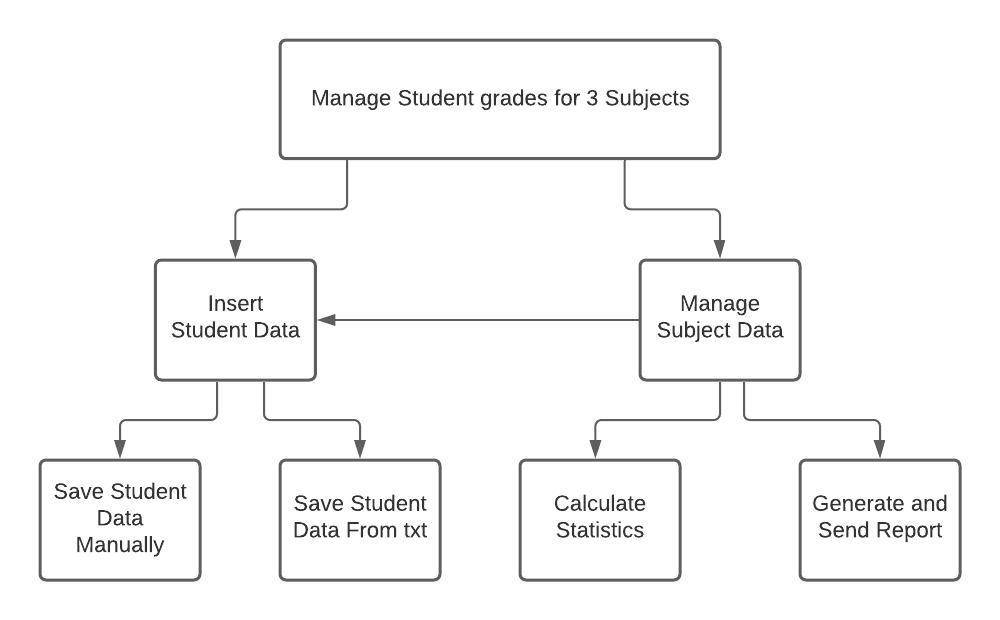 Manage Student grades for 3 Subjects
Insert
Student Data
Manage
Subject Data
Save Student
Data
Manually
Save Student
Data From txt
Calculate
Statistics
Generate and
Send Report